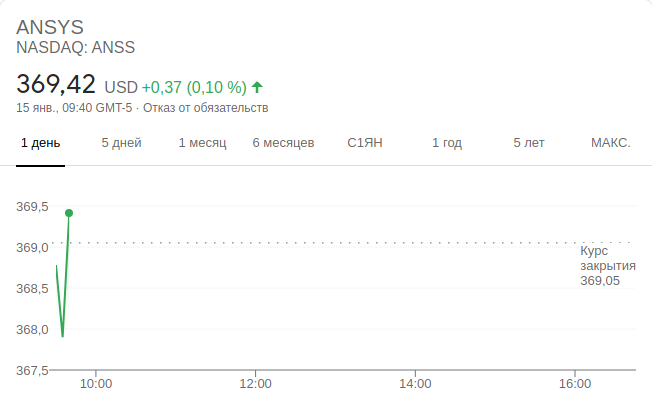 ANSYS
NASDAQ: ANSS
369,42 USD +0,37 (0,10 %)
15 янв., 09:40 GMT-5 · Отказ от обязательств
1 день 5 дней 1 месяц 6 месяцев С1ЯН 1 год 5 лет МАКС.
369,5
369,0
Курс
закрытия
369,05
368,5
368,0
367,5
10:00 12:00 14:00 16:00